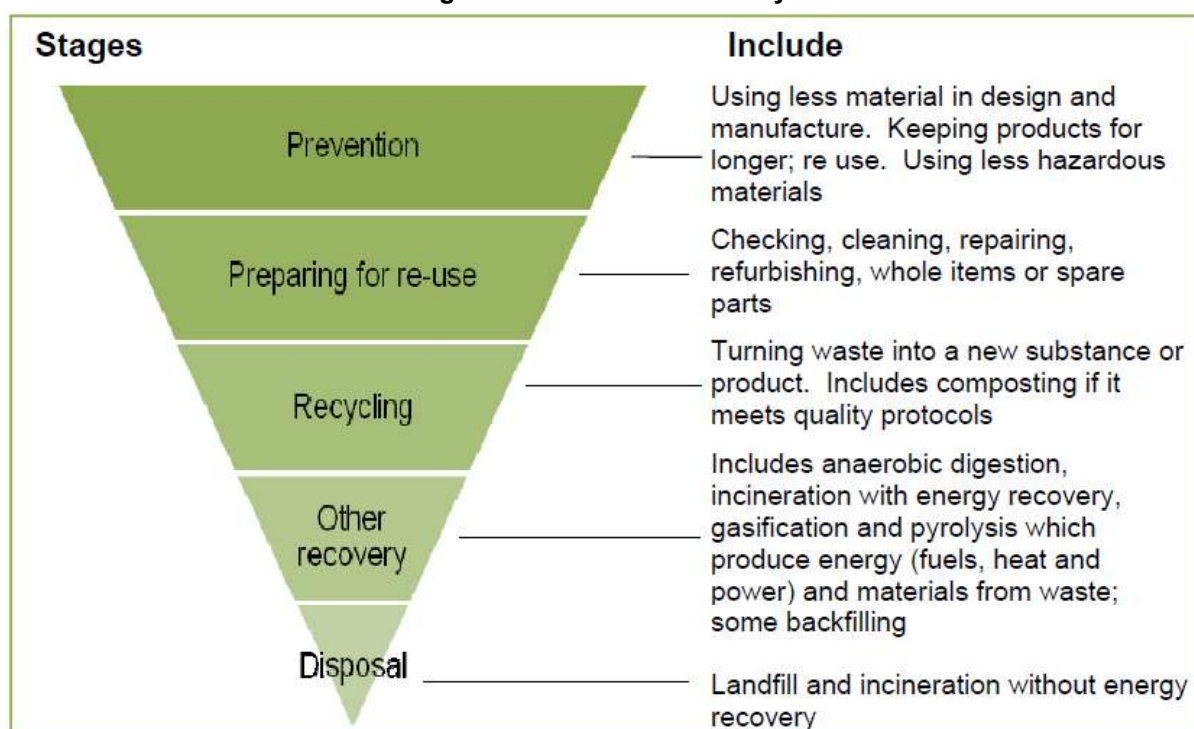 Stages
Include
Prevention
Using less material in design and
manufacture.  Keeping products for
longer; re use.  Using less hazardous
materials
Preparing for re-use
Checking, cleaning, repairing,
refurbishing, whole items or spare
parts
Recycling
Turning waste into a new substance or
product.  Includes composting if it
meets quality protocols
Other
recovery
Includes anaerobic digestion,
incineration with energy recovery,
gasification and pyrolysis which
produce energy (fuels, heat and
power) and materials from waste;
some backfilling
Disposal
Landfill and incineration without energy
recovery